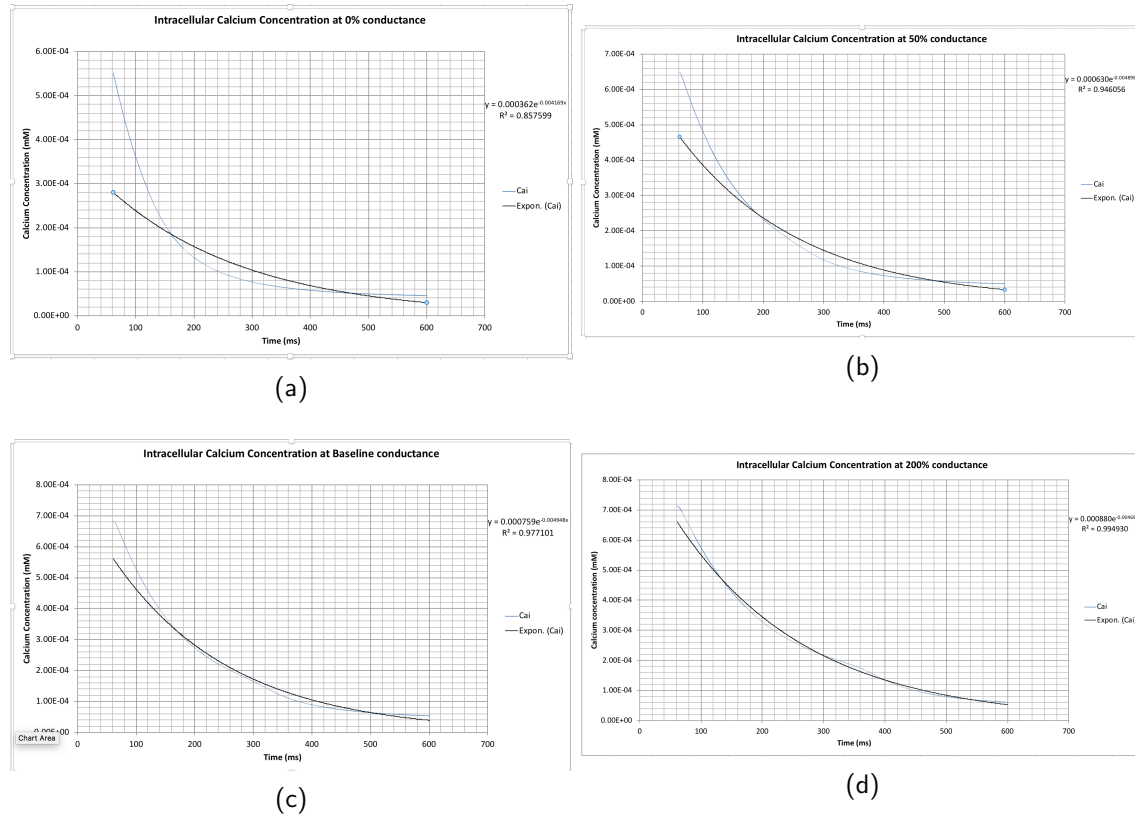 Intracellular Calcium Concentration at 0% conductance
6.00E-04
5.00E-04
4.00E-04
3.00E-04
2.00E-04
1.00E-04
0.00E+00
Calcium Concentration (mM)
0 100 200 300 400 500 600 700
Time (ms)
y = 0.000362e^-0.004169x
R² = 0.857599
Cai
Expon. (Cai)
(a)
Intracellular Calcium Concentration at 50% conductance
7.00E-04
6.00E-04
5.00E-04
4.00E-04
3.00E-04
2.00E-04
1.00E-04
0.00E+00
Calcium Concentration (mM)
0 100 200 300 400 500 600 700
Time (ms)
y = 0.000630e^-0.004898
R² = 0.946056
Cai
Expon. (Cai)
(b)
Intracellular Calcium Concentration at Baseline conductance
8.00E-04
7.00E-04
6.00E-04
5.00E-04
4.00E-04
3.00E-04
2.00E-04
1.00E-04
Chart Area
Calcium Concentration (mM)
0 100 200 300 400 500 600 700
Time (ms)
y = 0.000759e^-0.004948x
R² = 0.977101
Cai
Expon. (Cai)
(c)
Intracellular Calcium Concentration at 200% conductance
8.00E-04
7.00E-04
6.00E-04
5.00E-04
4.00E-04
3.00E-04
2.00E-04
1.00E-04
0.00E+00
Calcium concentration (mM)
0 100 200 300 400 500 600 700
Time (ms)
y = 0.000880e^-0.00469
R² = 0.994930
Cai
Expon. (Cai)
(d)